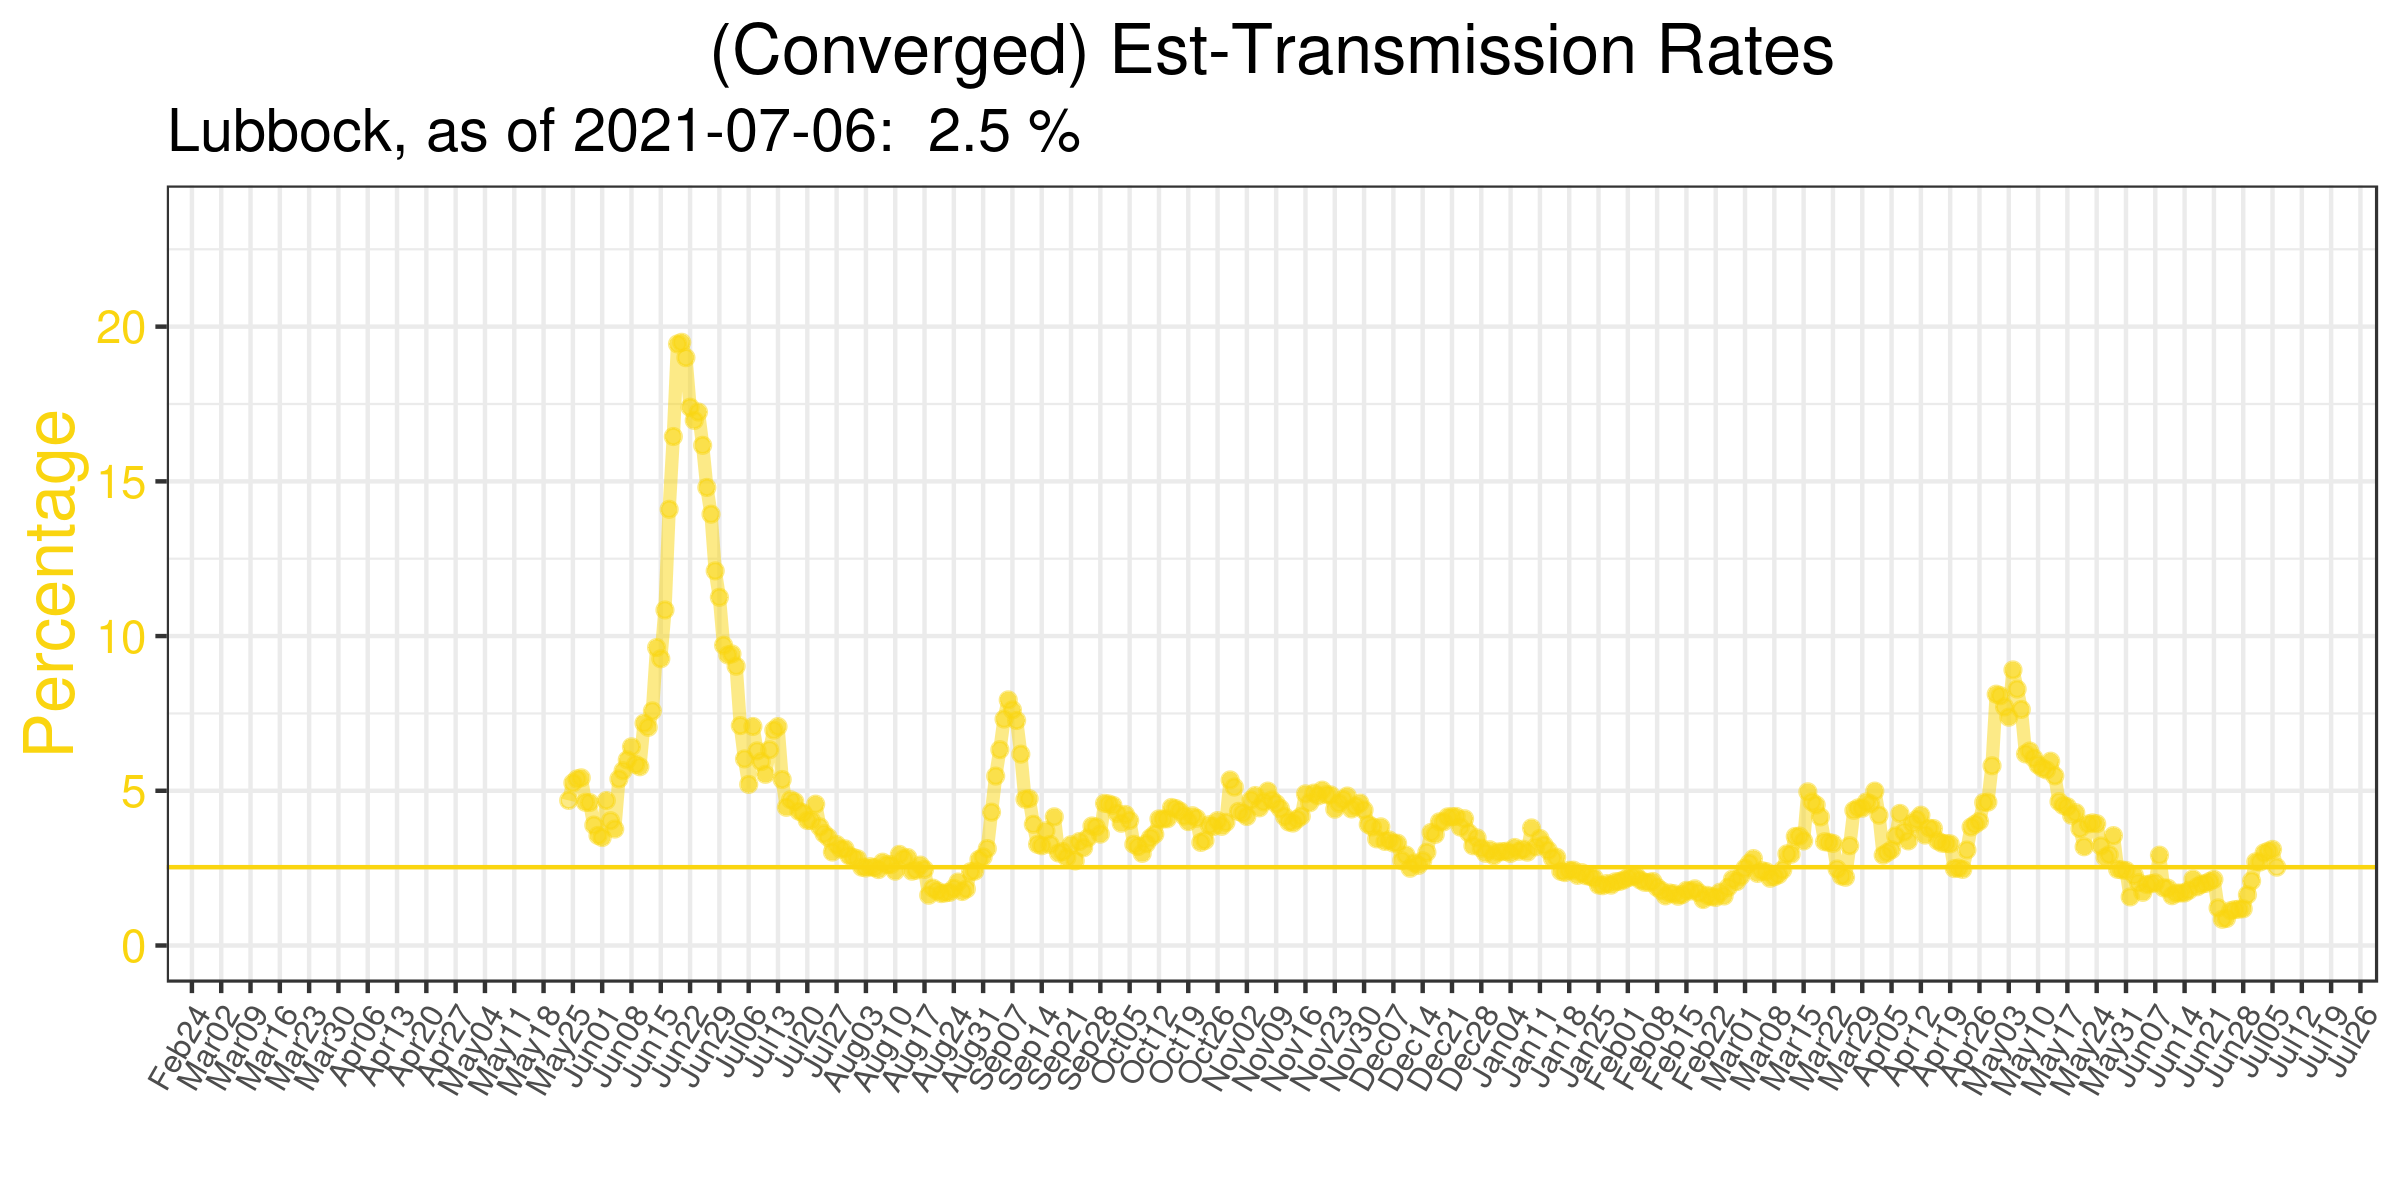 (Converged) Est-Transmission Rates
Lubbock, as of 2021-07-06:  2.5 %
Percentage
20
15
10
5
0
Feb24
Mar02
Mar09
Mar16
Mar23
Mar30
Apr06
Apr13
Apr20
Apr27
May04
May11
May18
May25
Jun01
Jun08
Jun15
Jun22
Jun29
Jul06
Jul13
Jul20
Jul27
Aug03
Aug10
Aug17
Aug24
Aug31
Sep07
Sep14
Sep21
Sep28
Oct05
Oct12
Oct19
Oct26
Nov02
Nov09
Nov16
Nov23
Nov30
Dec07
Dec14
Dec21
Dec28
Jan04
Jan11
Jan18
Jan25
Feb01
Feb08
Feb15
Feb22
Mar01
Mar08
Mar15
Mar22
Mar29
Apr05
Apr12
Apr19
Apr26
May03
May10
May17
May24
May31
Jun07
Jun14
Jun21
Jun28
Jul05
Jul12
Jul19
Jul26